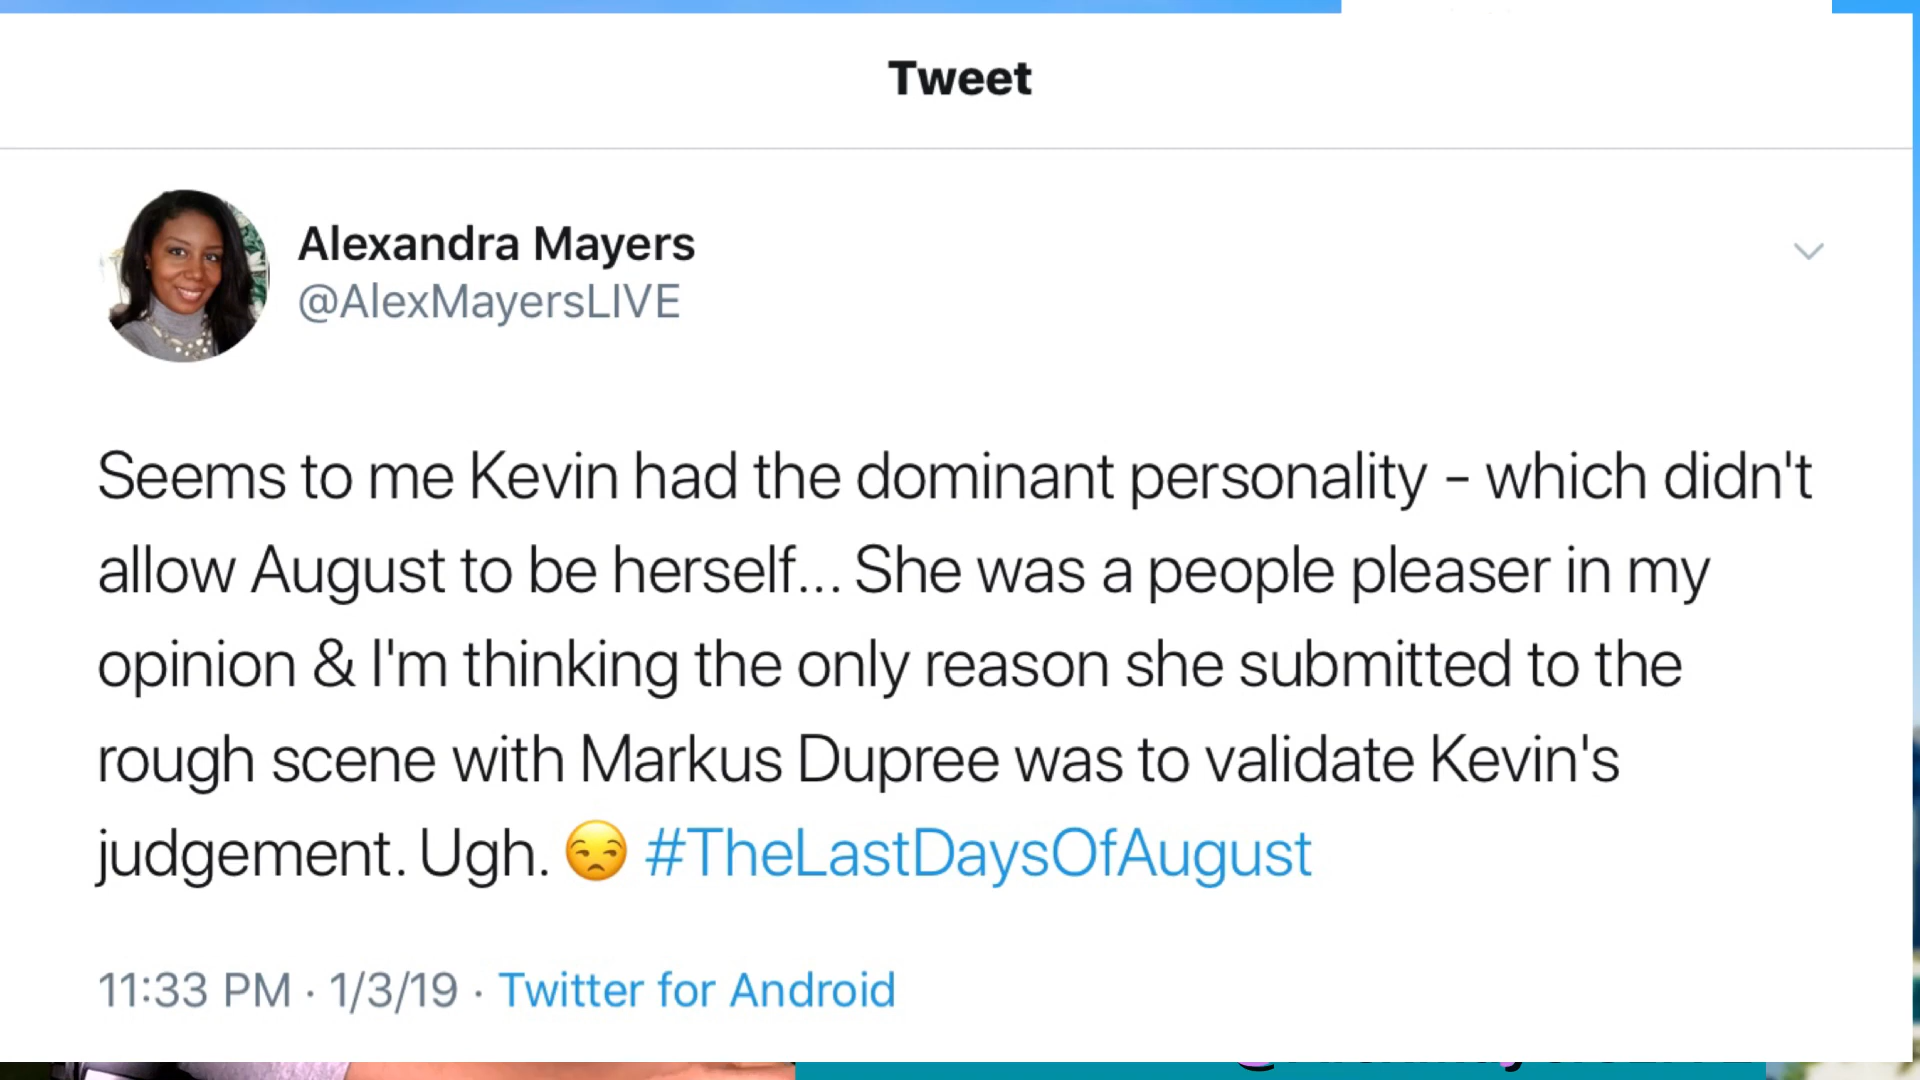 Tweet
Alexandra Mayers
@AlexMayersLIVE
Seems to me Kevin had the dominant personality - which didn't
allow August to be herself... She was a people pleaser in my
opinion & I'm thinking the only reason she submitted to the
rough scene with Markus Dupree was to validate Kevin's
judgement. Ugh. 😒 #TheLastDaysOfAugust
11:33 PM · 1/3/19 · Twitter for Android